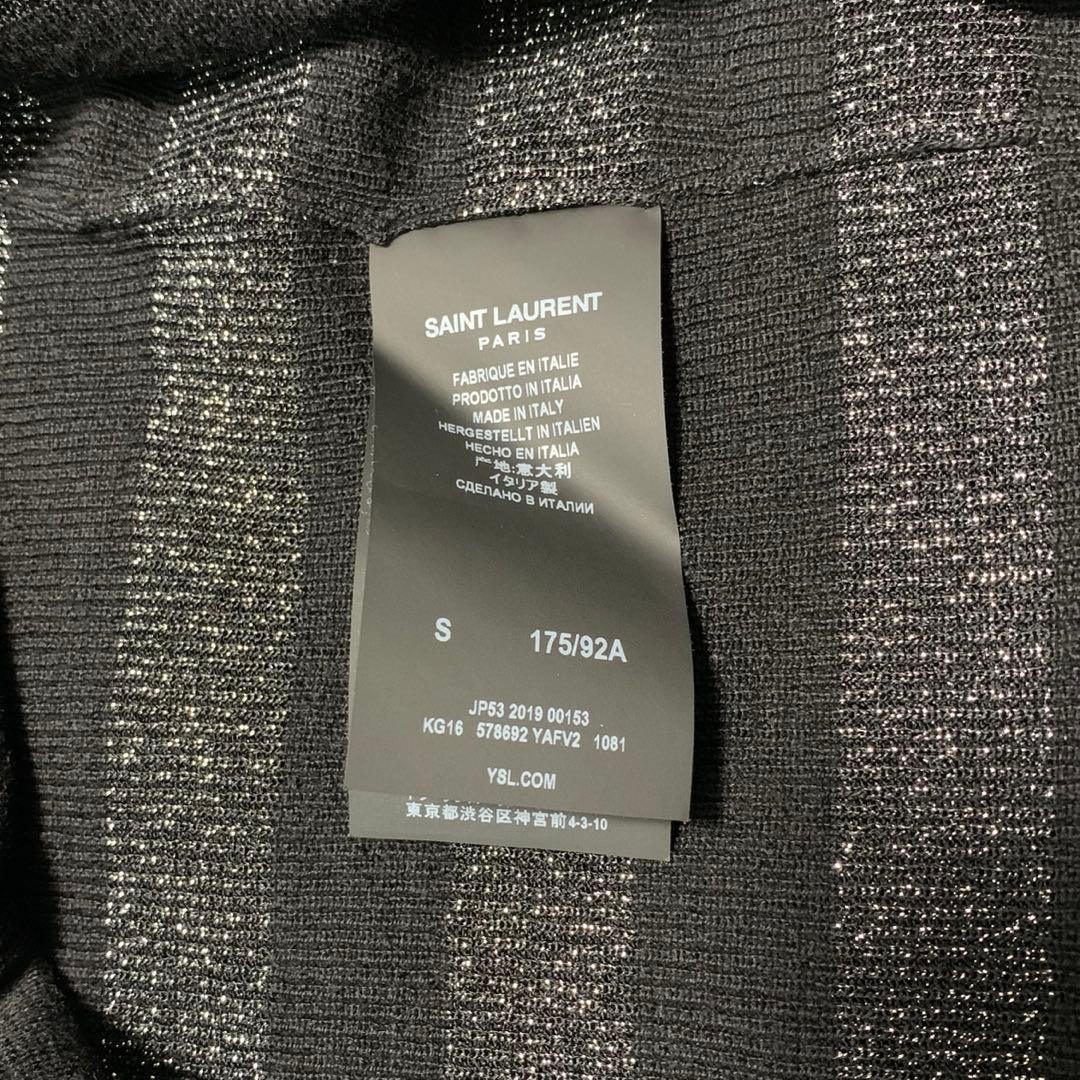 SAINT LAURENT
PARIS
FABRIQUE EN ITALIE
PRODOTTO IN ITALIA
MADE IN ITALY
HERGESTELLT IN ITALIEN
HECHO EN ITALIA
产地:意大利
イタリア製
СДЕЛАНО В ИТАЛИИ
S 175/92A
JP53 2019 00153
KG16 578692 YAFV2 1081
YSL.COM
東京都渋谷区神宮前4-3-10